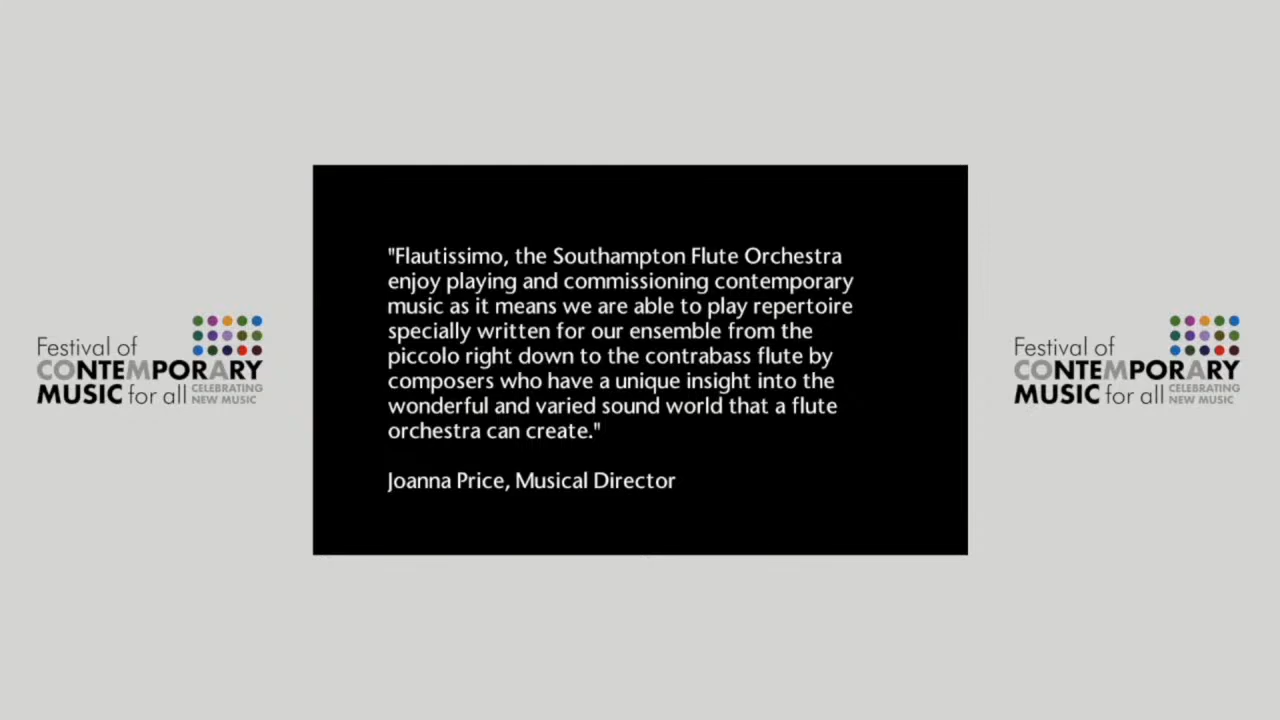 Festival of
CONTEMPORARY
MUSIC for all CELEBRATING
NEW MUSIC
"Flautissimo, the Southampton Flute Orchestra
enjoy playing and commissioning contemporary
music as it means we are able to play repertoire
specially written for our ensemble from the
piccolo right down to the contrabass flute by
composers who have a unique insight into the
wonderful and varied sound world that a flute
orchestra can create."
Joanna Price, Musical Director
Festival of
CONTEMPORARY
MUSIC for all CELEBRATING
NEW MUSIC